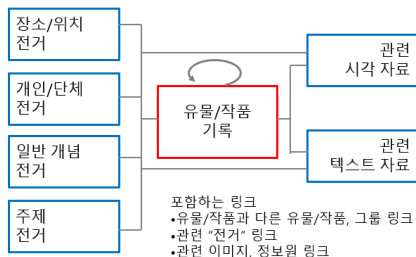 장소/위치
전거
개인/단체
전거
일반 개념
전거
주제
전거
유물/작품
기록
관련
시각 자료
관련
텍스트 자료
포함하는 링크
•유물/작품과 다른 유물/작품, 그룹 링크
•관련 “전거” 링크
•관련 이미지, 정보원 링크